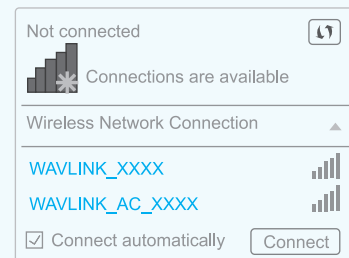 Not connected
Connections are available
Wireless Network Connection
WAVLINK_XXXX
WAVLINK_AC_XXXX
Connect automatically
Connect